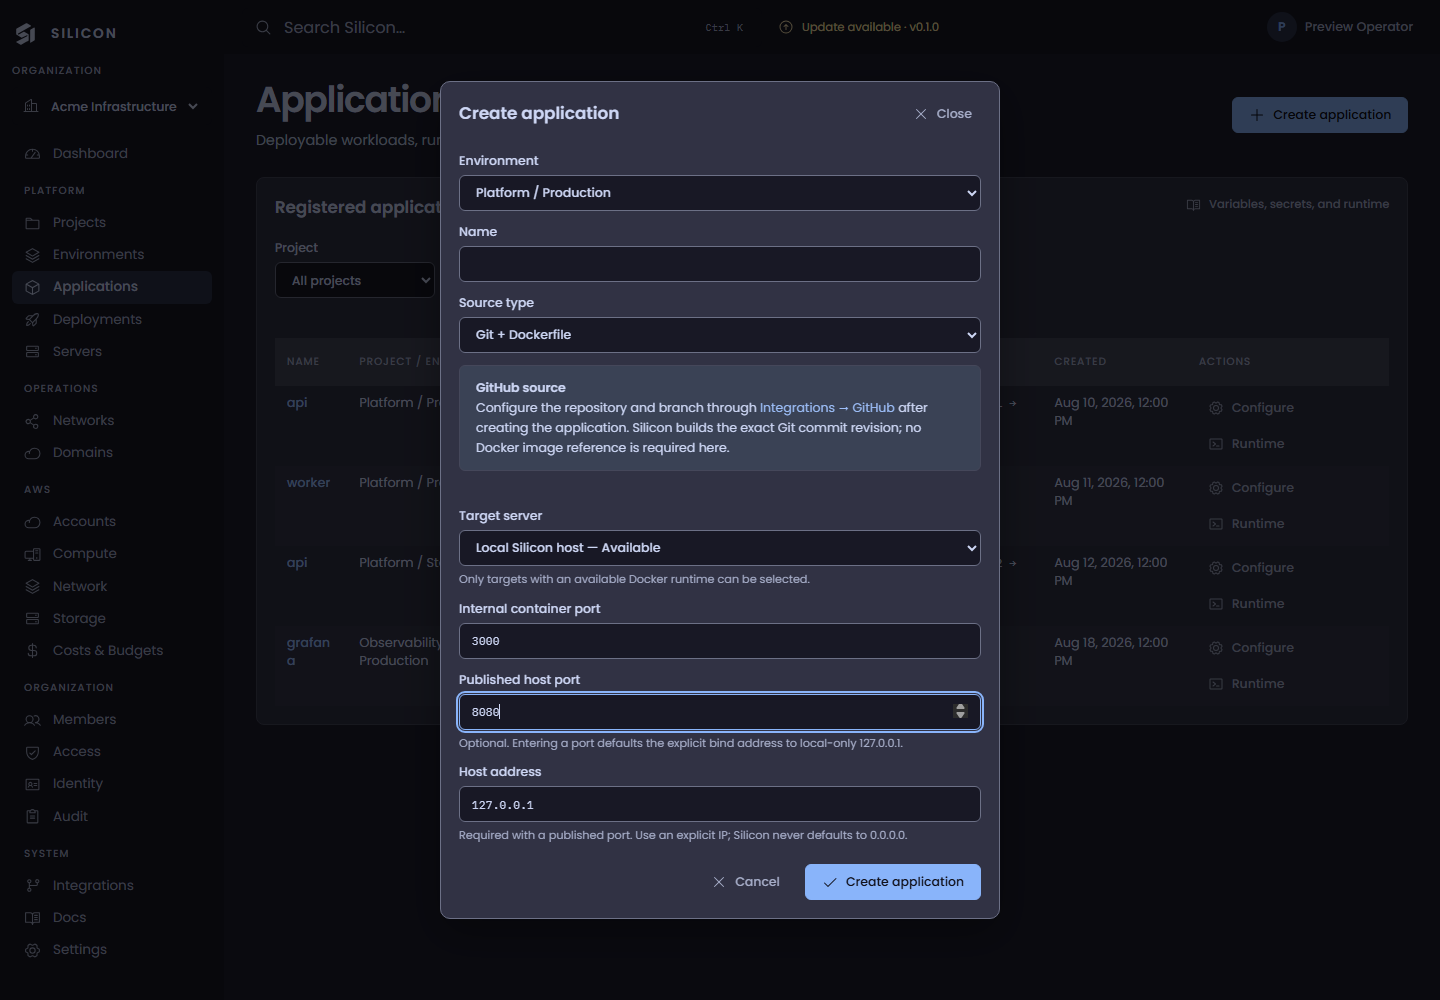 SILICON
Search Silicon...
Ctrl K
Update available · v0.1.0
P
Preview Operator
ORGANIZATION
Acme Infrastructure
Dashboard
PLATFORM
Projects
Environments
Applications
Deployments
Servers
OPERATIONS
Networks
Domains
AWS
Accounts
Compute
Network
Storage
Costs & Budgets
ORGANIZATION
Members
Access
Identity
Audit
SYSTEM
Integrations
Docs
Settings
Deployable workloads,
Create application
Registered
Variables, secrets, and runtime
Project
All projects
NAME
PROJECT /
CREATED
ACTIONS
api
Platform /
Aug 10, 2026, 12:00
PM
Configure
Runtime
worker
Platform /
Aug 11, 2026, 12:00
PM
Configure
Runtime
api
Platform /
Aug 12, 2026, 12:00
PM
Configure
Runtime
grafan
a
Observability
Production
Aug 18, 2026, 12:00
PM
Configure
Runtime
Create application
Close
Environment
Platform / Production
Name
Source type
Git + Dockerfile
GitHub source
Configure the repository and branch through Integrations → GitHub after
creating the application. Silicon builds the exact Git commit revision; no
Docker image reference is required here.
Target server
Local Silicon host — Available
Only targets with an available Docker runtime can be selected.
Internal container port
3000
Published host port
8080
Optional. Entering a port defaults the explicit bind address to local-only 127.0.0.1.
Host address
127.0.0.1
Required with a published port. Use an explicit IP; Silicon never defaults to 0.0.0.0.
Cancel
Create application